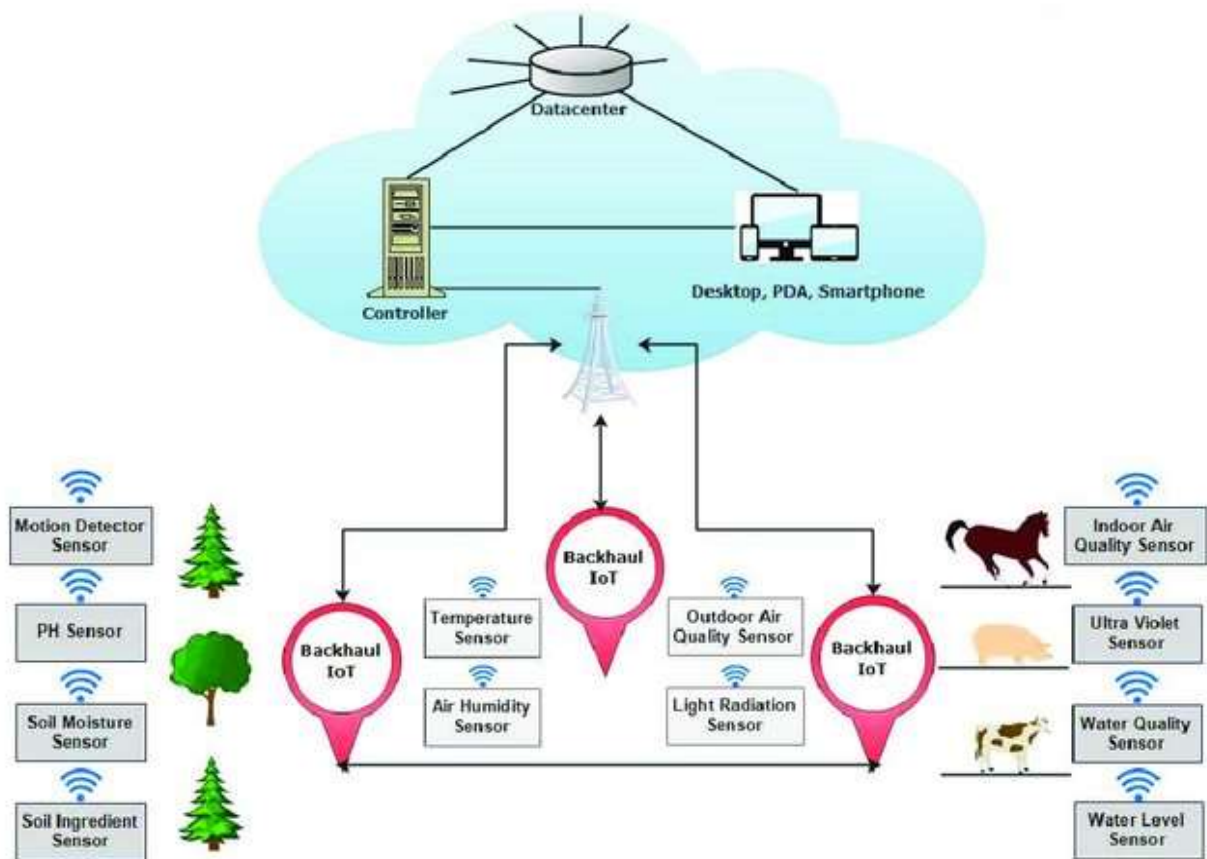 Datacenter
Controller
Desktop, PDA, Smartphone
Motion Detector
Sensor
PH Sensor
Soil Moisture
Sensor
Soil Ingredient
Sensor
Backhaul
IoT
Temperature
Sensor
Air Humidity
Sensor
Backhaul
IoT
Outdoor Air
Quality Sensor
Light Radiation
Sensor
Backhaul
IoT
Indoor Air
Quality Sensor
Ultra Violet
Sensor
Water Quality
Sensor
Water Level
Sensor